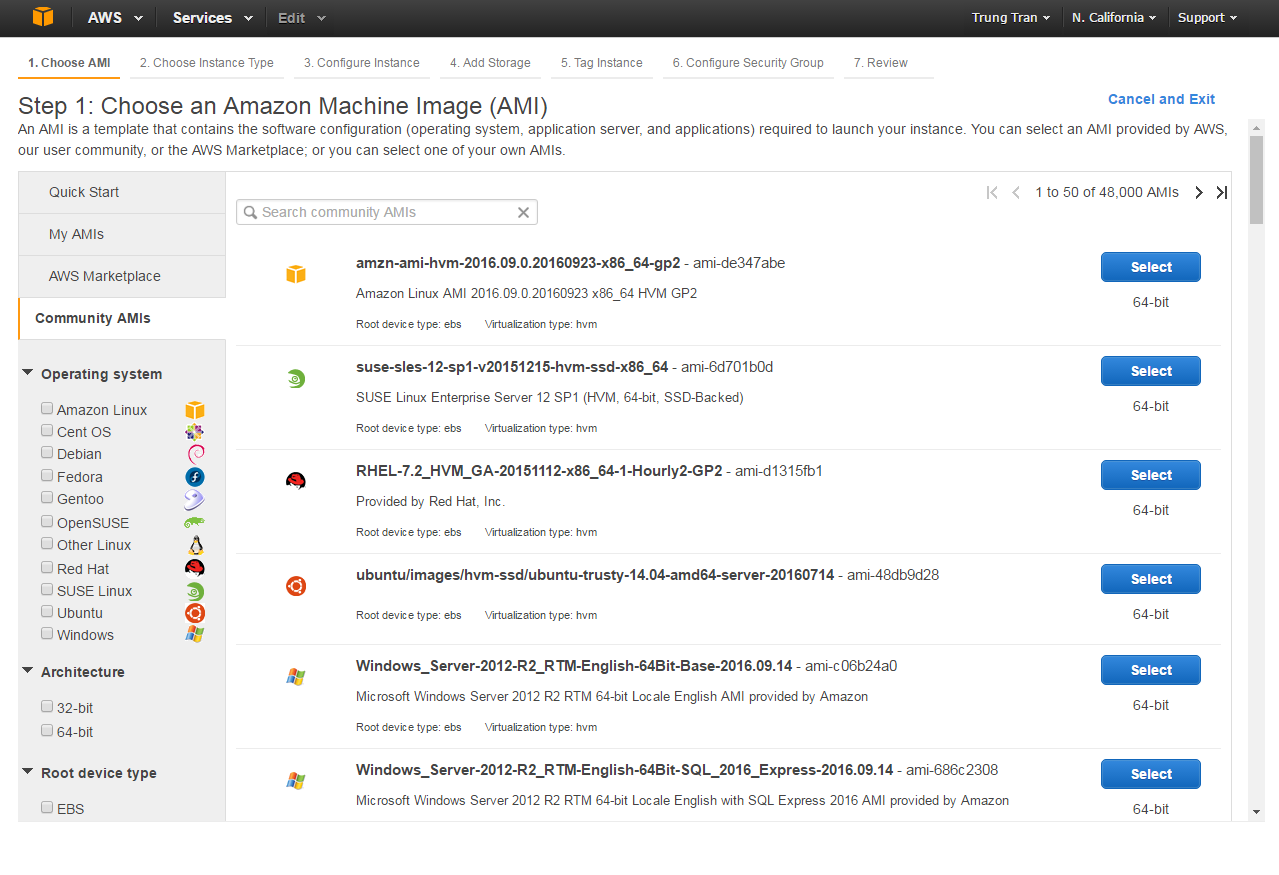 AWS Services Edit Trung Tran N. California Support
1. Choose AMI 2. Choose Instance Type 3. Configure Instance 4. Add Storage 5. Tag Instance 6. Configure Security Group 7. Review
Step 1: Choose an Amazon Machine Image (AMI)
Cancel and Exit
An AMI is a template that contains the software configuration (operating system, application server, and applications) required to launch your instance. You can select an AMI provided by AWS,
our user community, or the AWS Marketplace; or you can select one of your own AMIs.
Quick Start
My AMIs
AWS Marketplace
Community AMIs
Operating system
Amazon Linux
Cent OS
Debian
Fedora
Gentoo
OpenSUSE
Other Linux
Red Hat
SUSE Linux
Ubuntu
Windows
Architecture
32-bit
64-bit
Root device type
EBS
1 to 50 of 48,000 AMIs
Search community AMIs
amzn-ami-hvm-2016.09.0.20160923-x86_64-gp2 - ami-de347abe
Select
Amazon Linux AMI 2016.09.0.20160923 x86_64 HVM GP2
64-bit
Root device type: ebs Virtualization type: hvm
suse-sles-12-sp1-v20151215-hvm-ssd-x86_64 - ami-6d701b0d
Select
SUSE Linux Enterprise Server 12 SP1 (HVM, 64-bit, SSD-Backed)
64-bit
Root device type: ebs Virtualization type: hvm
RHEL-7.2_HVM_GA-20151112-x86_64-1-Hourly2-GP2 - ami-d1315fb1
Select
Provided by Red Hat, Inc.
64-bit
Root device type: ebs Virtualization type: hvm
ubuntu/images/hvm-ssd/ubuntu-trusty-14.04-amd64-server-20160714 - ami-48db9d28
Select
64-bit
Root device type: ebs Virtualization type: hvm
Windows_Server-2012-R2_RTM-English-64Bit-Base-2016.09.14 - ami-c06b24a0
Select
Microsoft Windows Server 2012 R2 RTM 64-bit Locale English AMI provided by Amazon
64-bit
Root device type: ebs Virtualization type: hvm
Windows_Server-2012-R2_RTM-English-64Bit-SQL_2016_Express-2016.09.14 - ami-686c2308
Select
Microsoft Windows Server 2012 R2 RTM 64-bit Locale English with SQL Express 2016 AMI provided by Amazon
64-bit